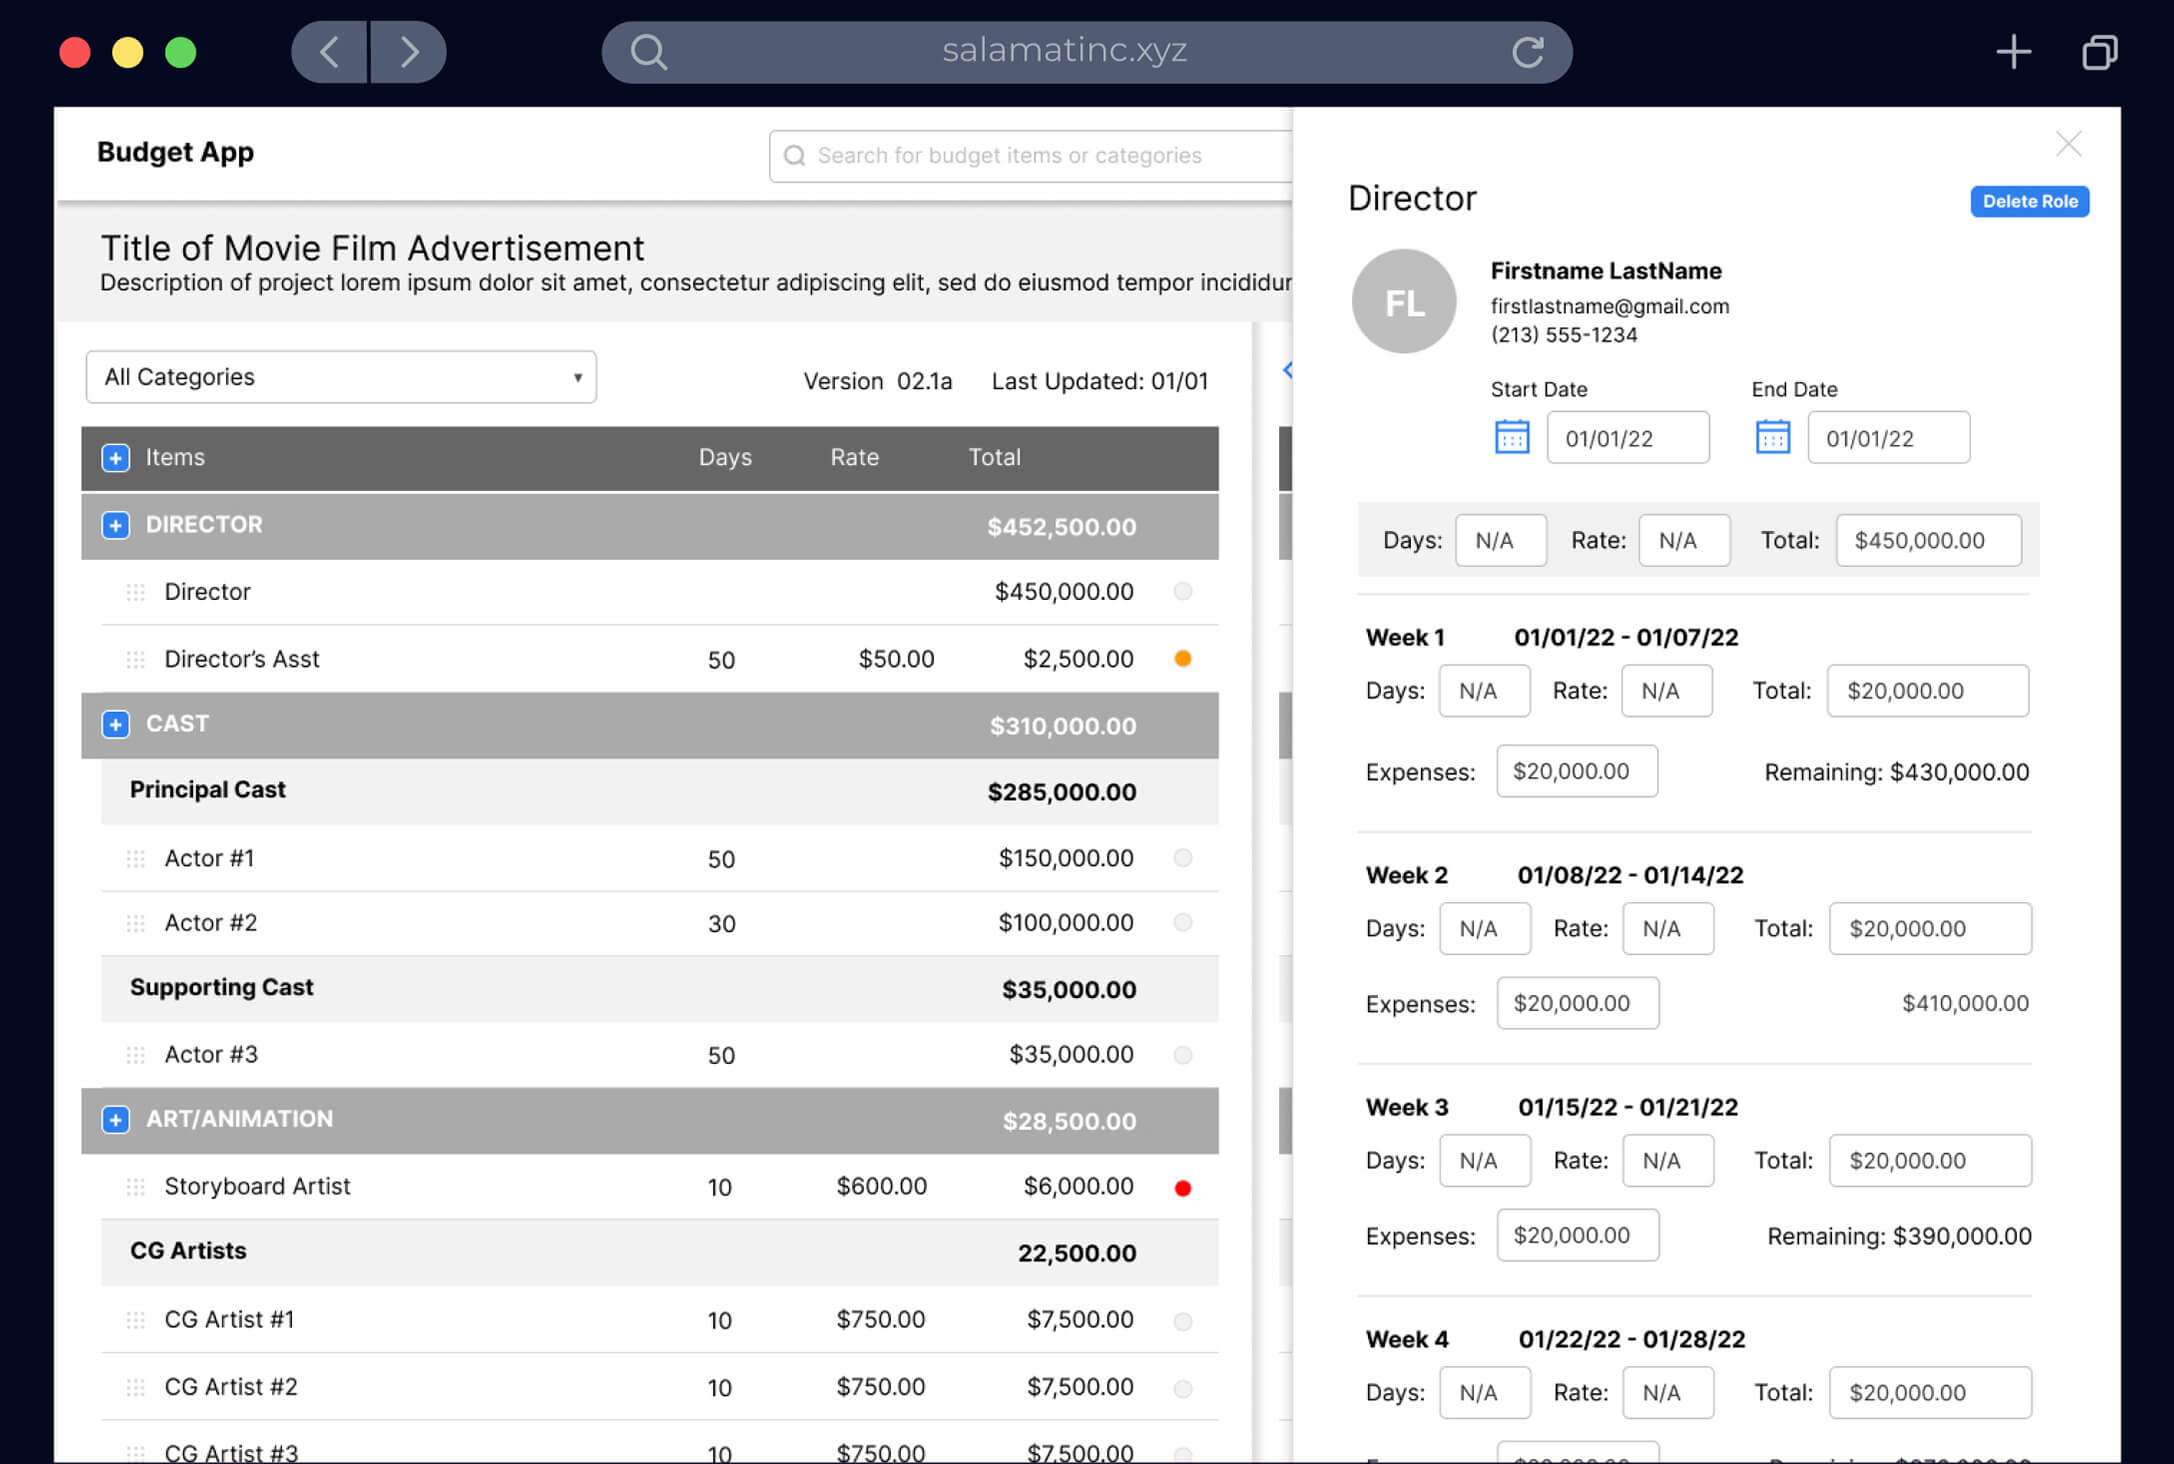 salamatinc.xyz
Budget App
Search for budget items or categories
Title of Movie Film Advertisement
Description of project lorem ipsum dolor sit amet, consectetur adipiscing elit, sed do eiusmod tempor
All Categories
Version 02.1a Last Updated: 01/01
Items Days Rate Total
DIRECTOR $452,500.00
Director $450,000.00
Director’s Asst 50 $50.00 $2,500.00
CAST $310,000.00
Principal Cast $285,000.00
Actor #1 50 $150,000.00
Actor #2 30 $100,000.00
Supporting Cast $35,000.00
Actor #3 50 $35,000.00
ART/ANIMATION $28,500.00
Storyboard Artist 10 $600.00 $6,000.00
CG Artists 22,500.00
CG Artist #1 10 $750.00 $7,500.00
CG Artist #2 10 $750.00 $7,500.00
CG Artist #3 10 $750.00 $7,500.00
Director
Delete Role
FL
Firstname LastName
firstlastname@gmail.com
(213) 555-1234
Start Date End Date
01/01/22 01/01/22
Days: N/A Rate: N/A Total: $450,000.00
Week 1 01/01/22 - 01/07/22
Days: N/A Rate: N/A Total: $20,000.00
Expenses: $20,000.00 Remaining: $430,000.00
Week 2 01/08/22 - 01/14/22
Days: N/A Rate: N/A Total: $20,000.00
Expenses: $20,000.00 $410,000.00
Week 3 01/15/22 - 01/21/22
Days: N/A Rate: N/A Total: $20,000.00
Expenses: $20,000.00 Remaining: $390,000.00
Week 4 01/22/22 - 01/28/22
Days: N/A Rate: N/A Total: $20,000.00